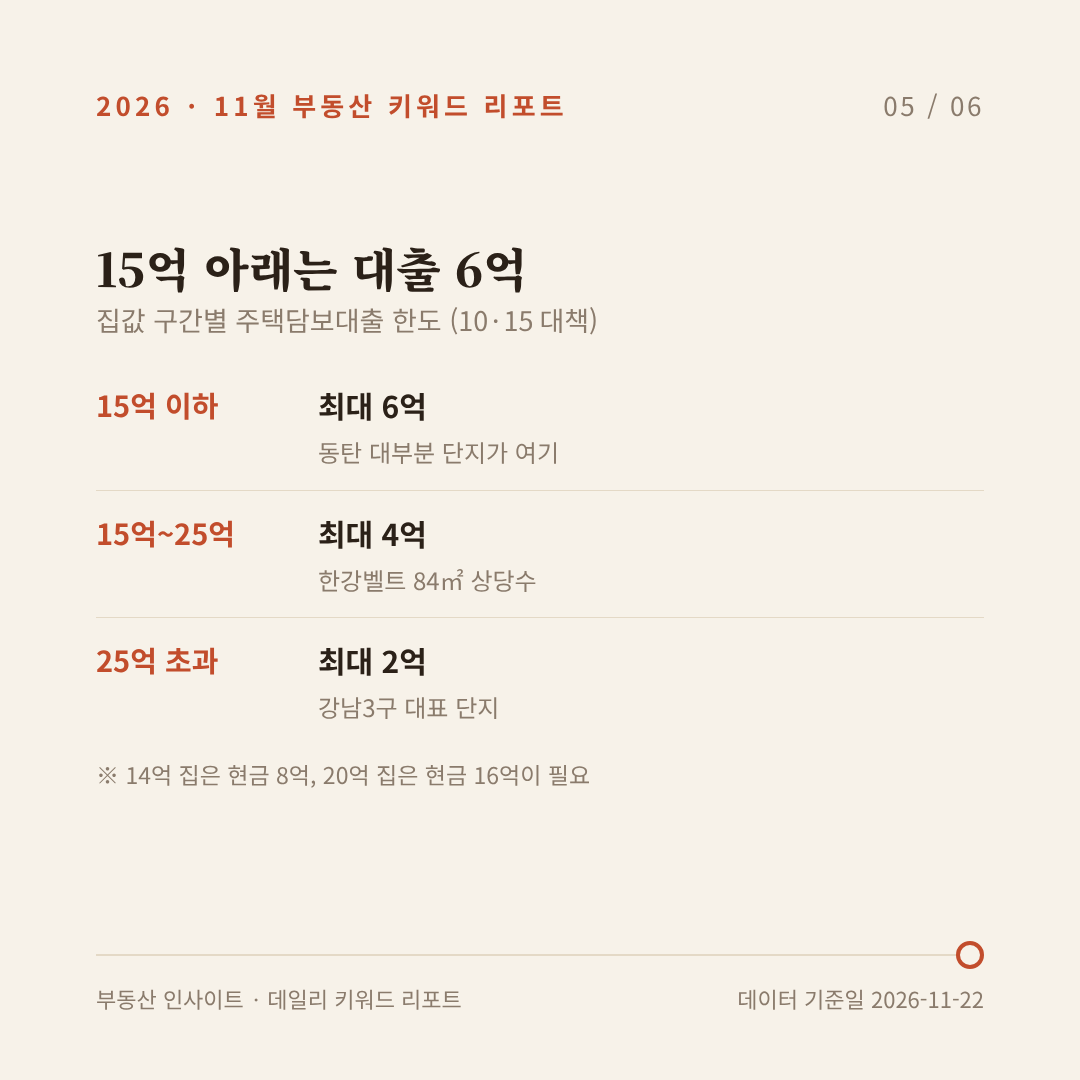 2026 · 11월 부동산 키워드 리포트
05 / 06
15억 아래는 대출 6억
집값 구간별 주택담보대출 한도 (10·15 대책)
15억 이하
최대 6억
동탄 대부분 단지가 여기
15억~25억
최대 4억
한강벨트 84㎡ 상당수
25억 초과
최대 2억
강남3구 대표 단지
※ 14억 집은 현금 8억, 20억 집은 현금 16억이 필요
부동산 인사이트 · 데일리 키워드 리포트
데이터 기준일 2026-11-22